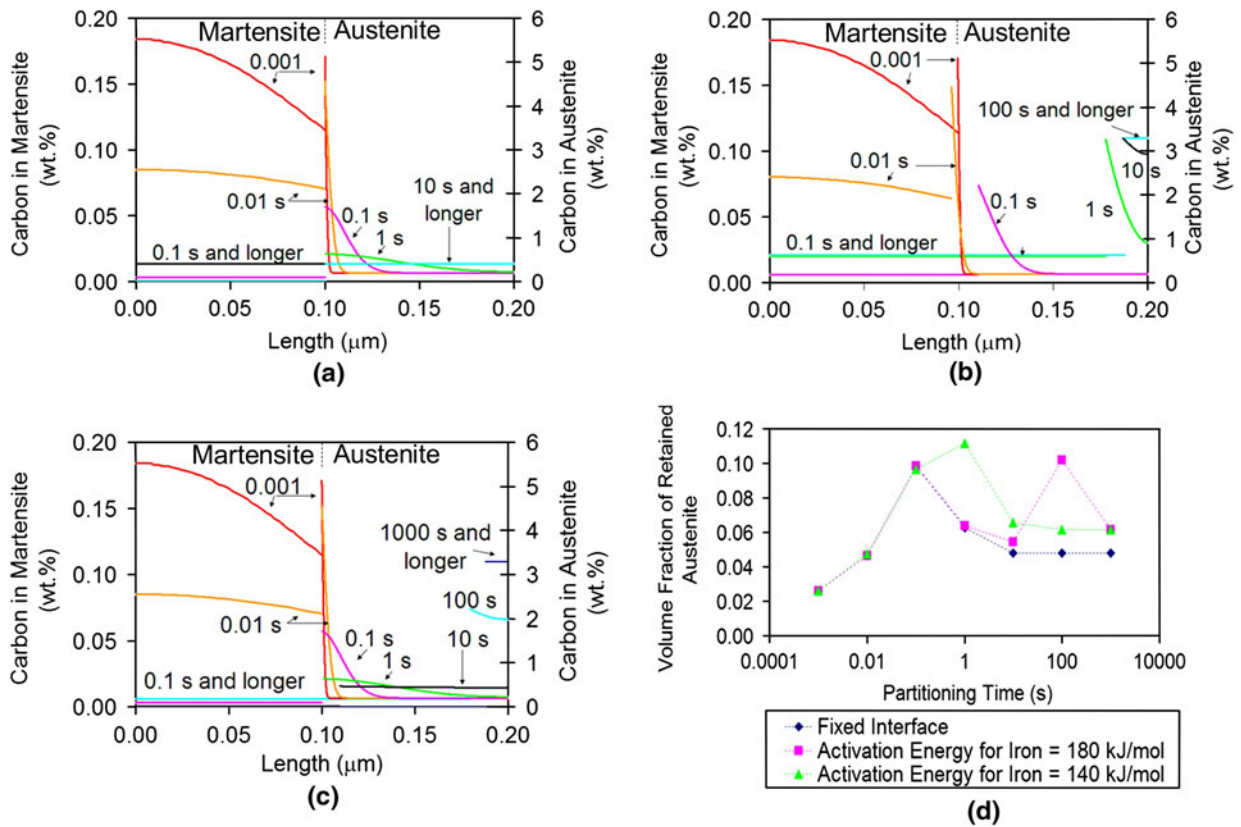 Martensite Austenite
0.001
0.01 s
0.1 s
1 s
10 s and
longer
0.1 s and longer
Carbon in Martensite
(wt.%)
0.20
0.15
0.10
0.05
0.00
Carbon in Austenite
(wt.%)
6
5
4
3
2
1
0
0.00 0.05 0.10 0.15 0.20
Length (μm)
(a)
Martensite Austenite
0.001
100 s and longer
0.01 s
10 s
0.1 s
1 s
0.1 s and longer
Carbon in Martensite
(wt.%)
0.20
0.15
0.10
0.05
0.00
Carbon in Austenite
(wt.%)
6
5
4
3
2
1
0
0.00 0.05 0.10 0.15 0.20
Length (μm)
(b)
Martensite Austenite
0.001
1000 s and
longer
100 s
0.01 s
0.1 s
10 s
1 s
0.1 s and longer
Carbon in Martensite
(wt.%)
0.20
0.15
0.10
0.05
0.00
Carbon in Austenite
(wt.%)
6
5
4
3
2
1
0
0.00 0.05 0.10 0.15 0.20
Length (μm)
(c)
Volume Fraction of Retained
Austenite
0.12
0.10
0.08
0.06
0.04
0.02
0.00
0.0001 0.01 1 100 10000
Partitioning Time (s)
Fixed Interface
Activation Energy for Iron = 180 kJ/mol
Activation Energy for Iron = 140 kJ/mol
(d)